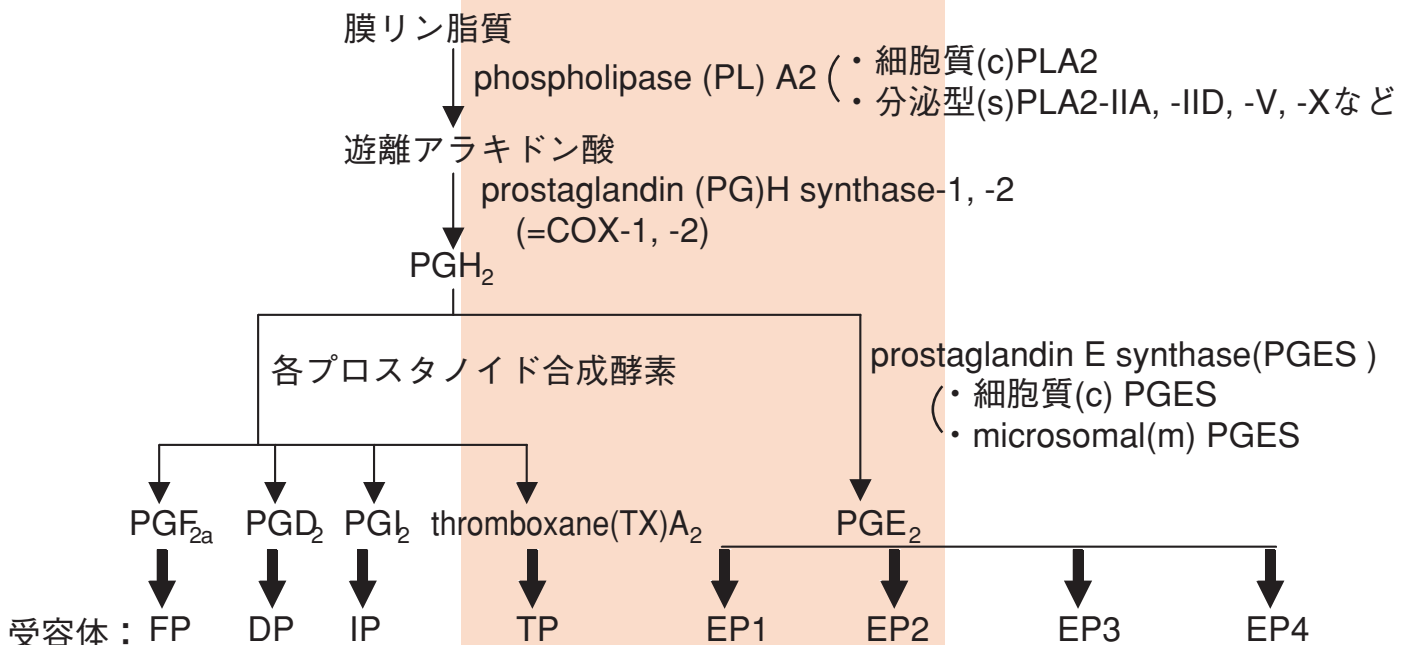 膜リン脂質
phospholipase (PL) A2
・細胞質(c)PLA2
・分泌型(s)PLA2-IIA, -IID, -V, -Xなど
遊離アラキドン酸
prostaglandin (PG)H synthase-1, -2
(=COX-1, -2)
PGH2
各プロスタノイド合成酵素
prostaglandin E synthase(PGES )
・細胞質(c) PGES
・microsomal(m) PGES
PGF2a PGD2 PGI2 thromboxane(TX)A2 PGE2
受容体：FP DP IP TP EP1 EP2 EP3 EP4